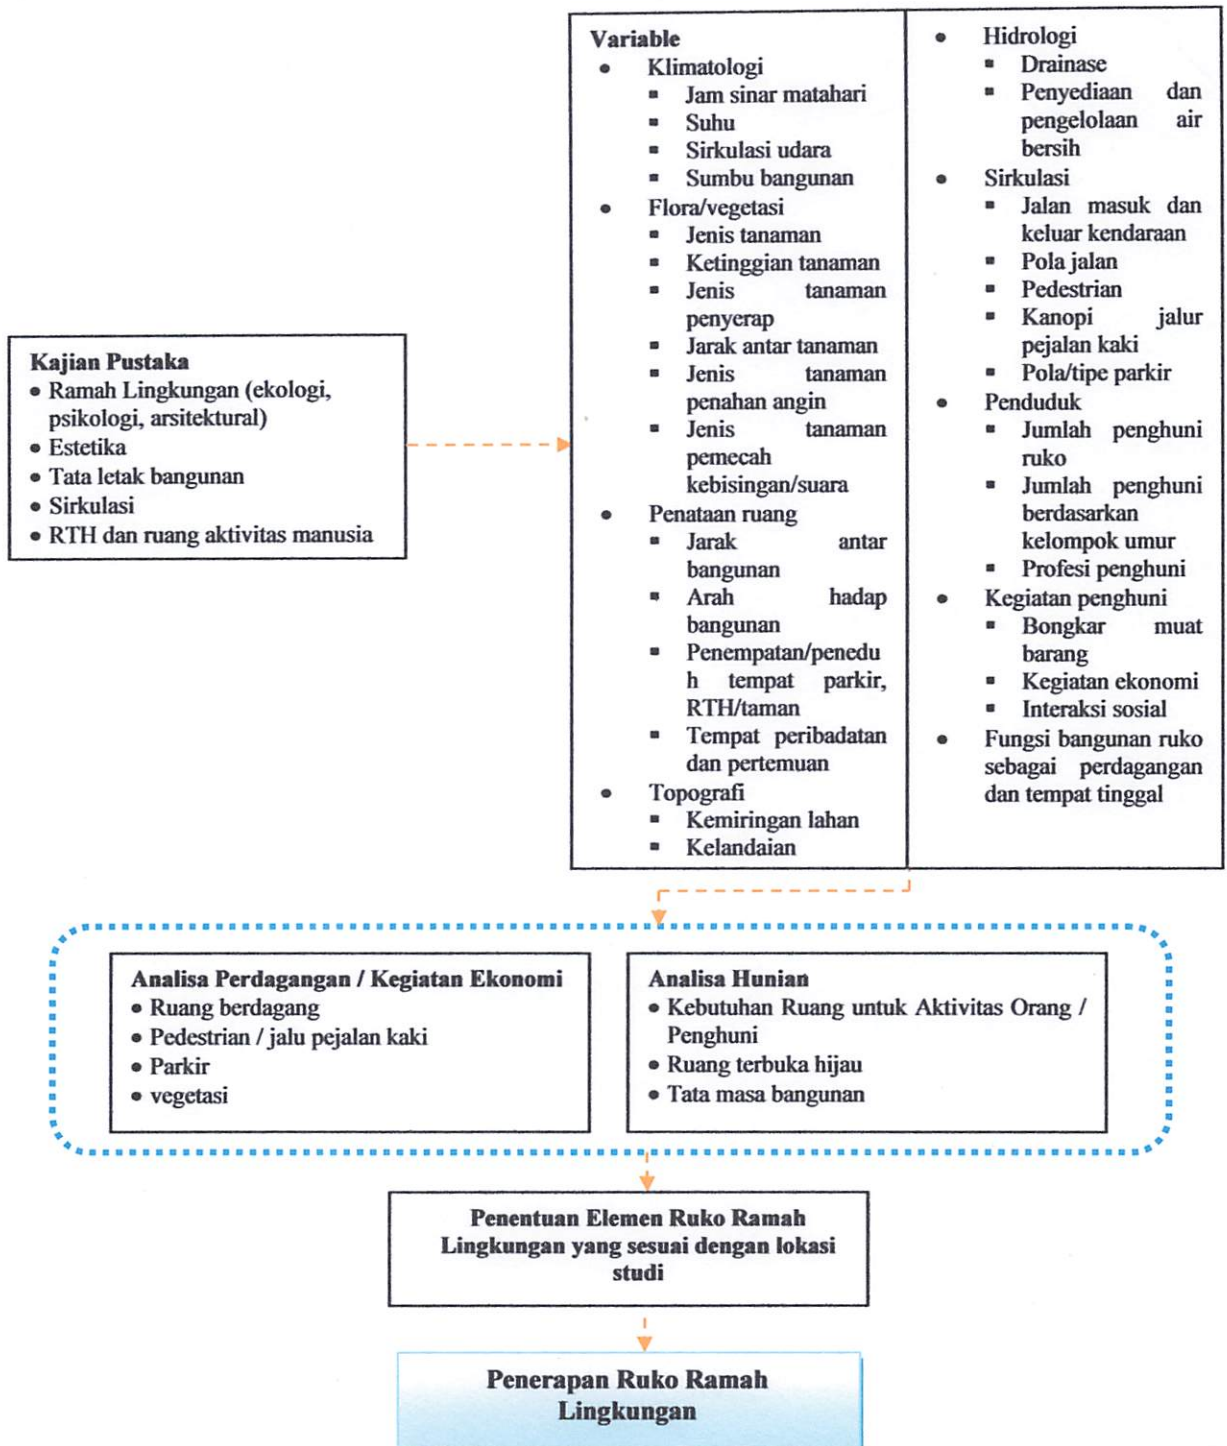 Variable
• Klimatologi
▪ Jam sinar matahari
▪ Suhu
▪ Sirkulasi udara
▪ Sumbu bangunan
• Flora/vegetasi
▪ Jenis tanaman
▪ Ketinggian tanaman
▪ Jenis tanaman
penyerap
▪ Jarak antar tanaman
▪ Jenis tanaman
penahan angin
▪ Jenis tanaman
pemecah
kebisingan/suara
• Penataan ruang
▪ Jarak antar
bangunan
▪ Arah hadap
bangunan
▪ Penempatan/penedu
h tempat parkir,
RTH/taman
▪ Tempat peribadatan
dan pertemuan
• Topografi
▪ Kemiringan lahan
▪ Kelandaian
• Hidrologi
▪ Drainase
▪ Penyediaan dan
pengelolaan air
bersih
• Sirkulasi
▪ Jalan masuk dan
keluar kendaraan
▪ Pola jalan
▪ Pedestrian
▪ Kanopi jalur
pejalan kaki
▪ Pola/tipe parkir
• Penduduk
▪ Jumlah penghuni
ruko
▪ Jumlah penghuni
berdasarkan
kelompok umur
▪ Profesi penghuni
• Kegiatan penghuni
▪ Bongkar muat
barang
▪ Kegiatan ekonomi
▪ Interaksi sosial
• Fungsi bangunan ruko
sebagai perdagangan
dan tempat tinggal
Kajian Pustaka
• Ramah Lingkungan (ekologi,
psikologi, arsitektural)
• Estetika
• Tata letak bangunan
• Sirkulasi
• RTH dan ruang aktivitas manusia
Analisa Perdagangan / Kegiatan Ekonomi
• Ruang berdagang
• Pedestrian / jalu pejalan kaki
• Parkir
• vegetasi
Analisa Hunian
• Kebutuhan Ruang untuk Aktivitas Orang /
Penghuni
• Ruang terbuka hijau
• Tata masa bangunan
Penentuan Elemen Ruko Ramah
Lingkungan yang sesuai dengan lokasi
studi
Penerapan Ruko Ramah
Lingkungan